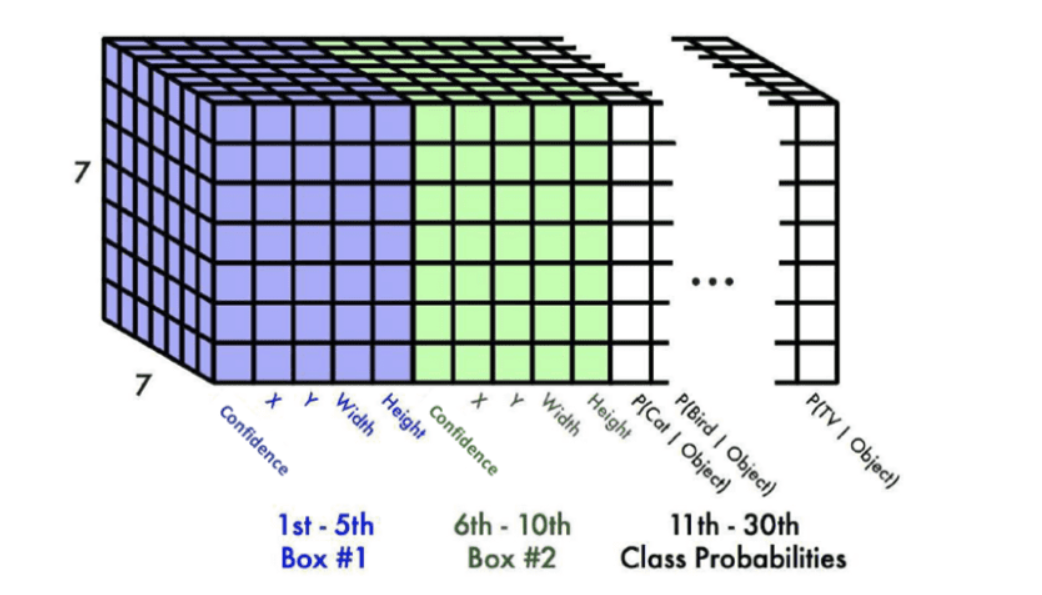 7
7
Confidence
X
Y
Width
Height
Confidence
X
Y
Width
Height
P(Cat | Object)
P(Bird | Object)
...
P(TV | Object)
1st - 5th
Box #1
6th - 10th
Box #2
11th - 30th
Class Probabilities